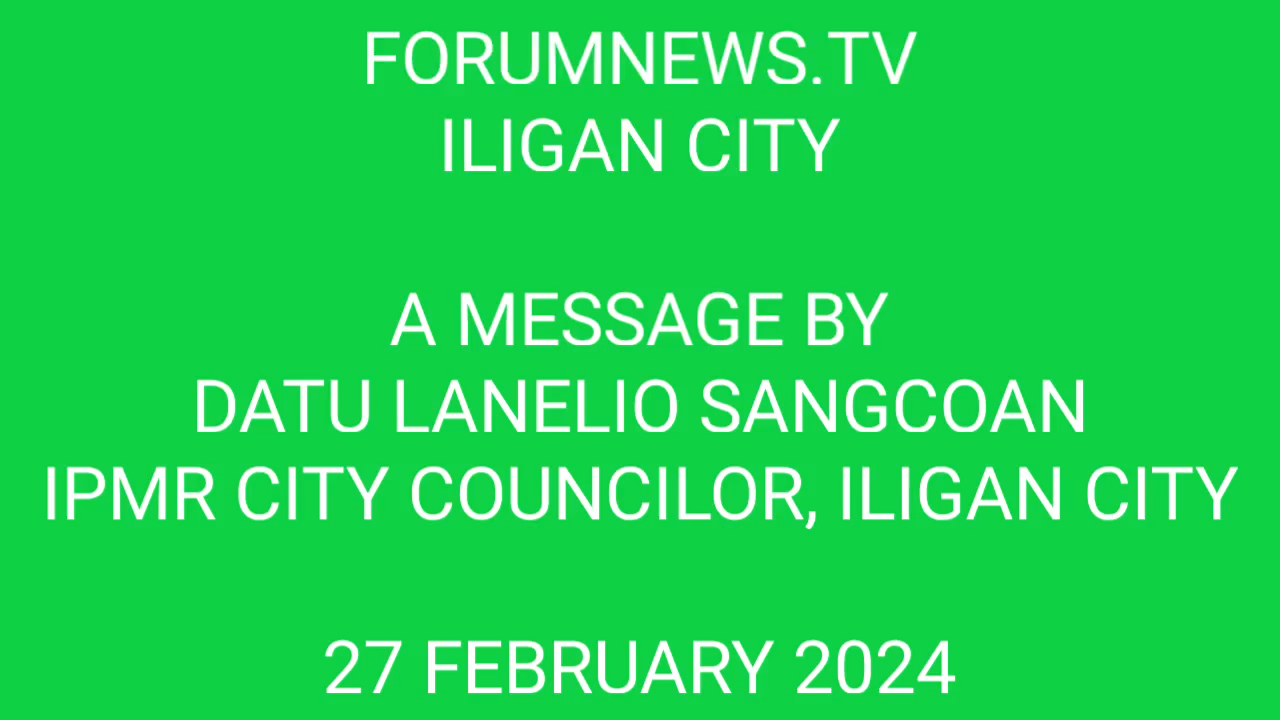 FORUMNEWS.TV
ILIGAN CITY
A MESSAGE BY
DATU LANELIO SANGCOAN
IPMR CITY COUNCILOR, ILIGAN CITY
27 FEBRUARY 2024